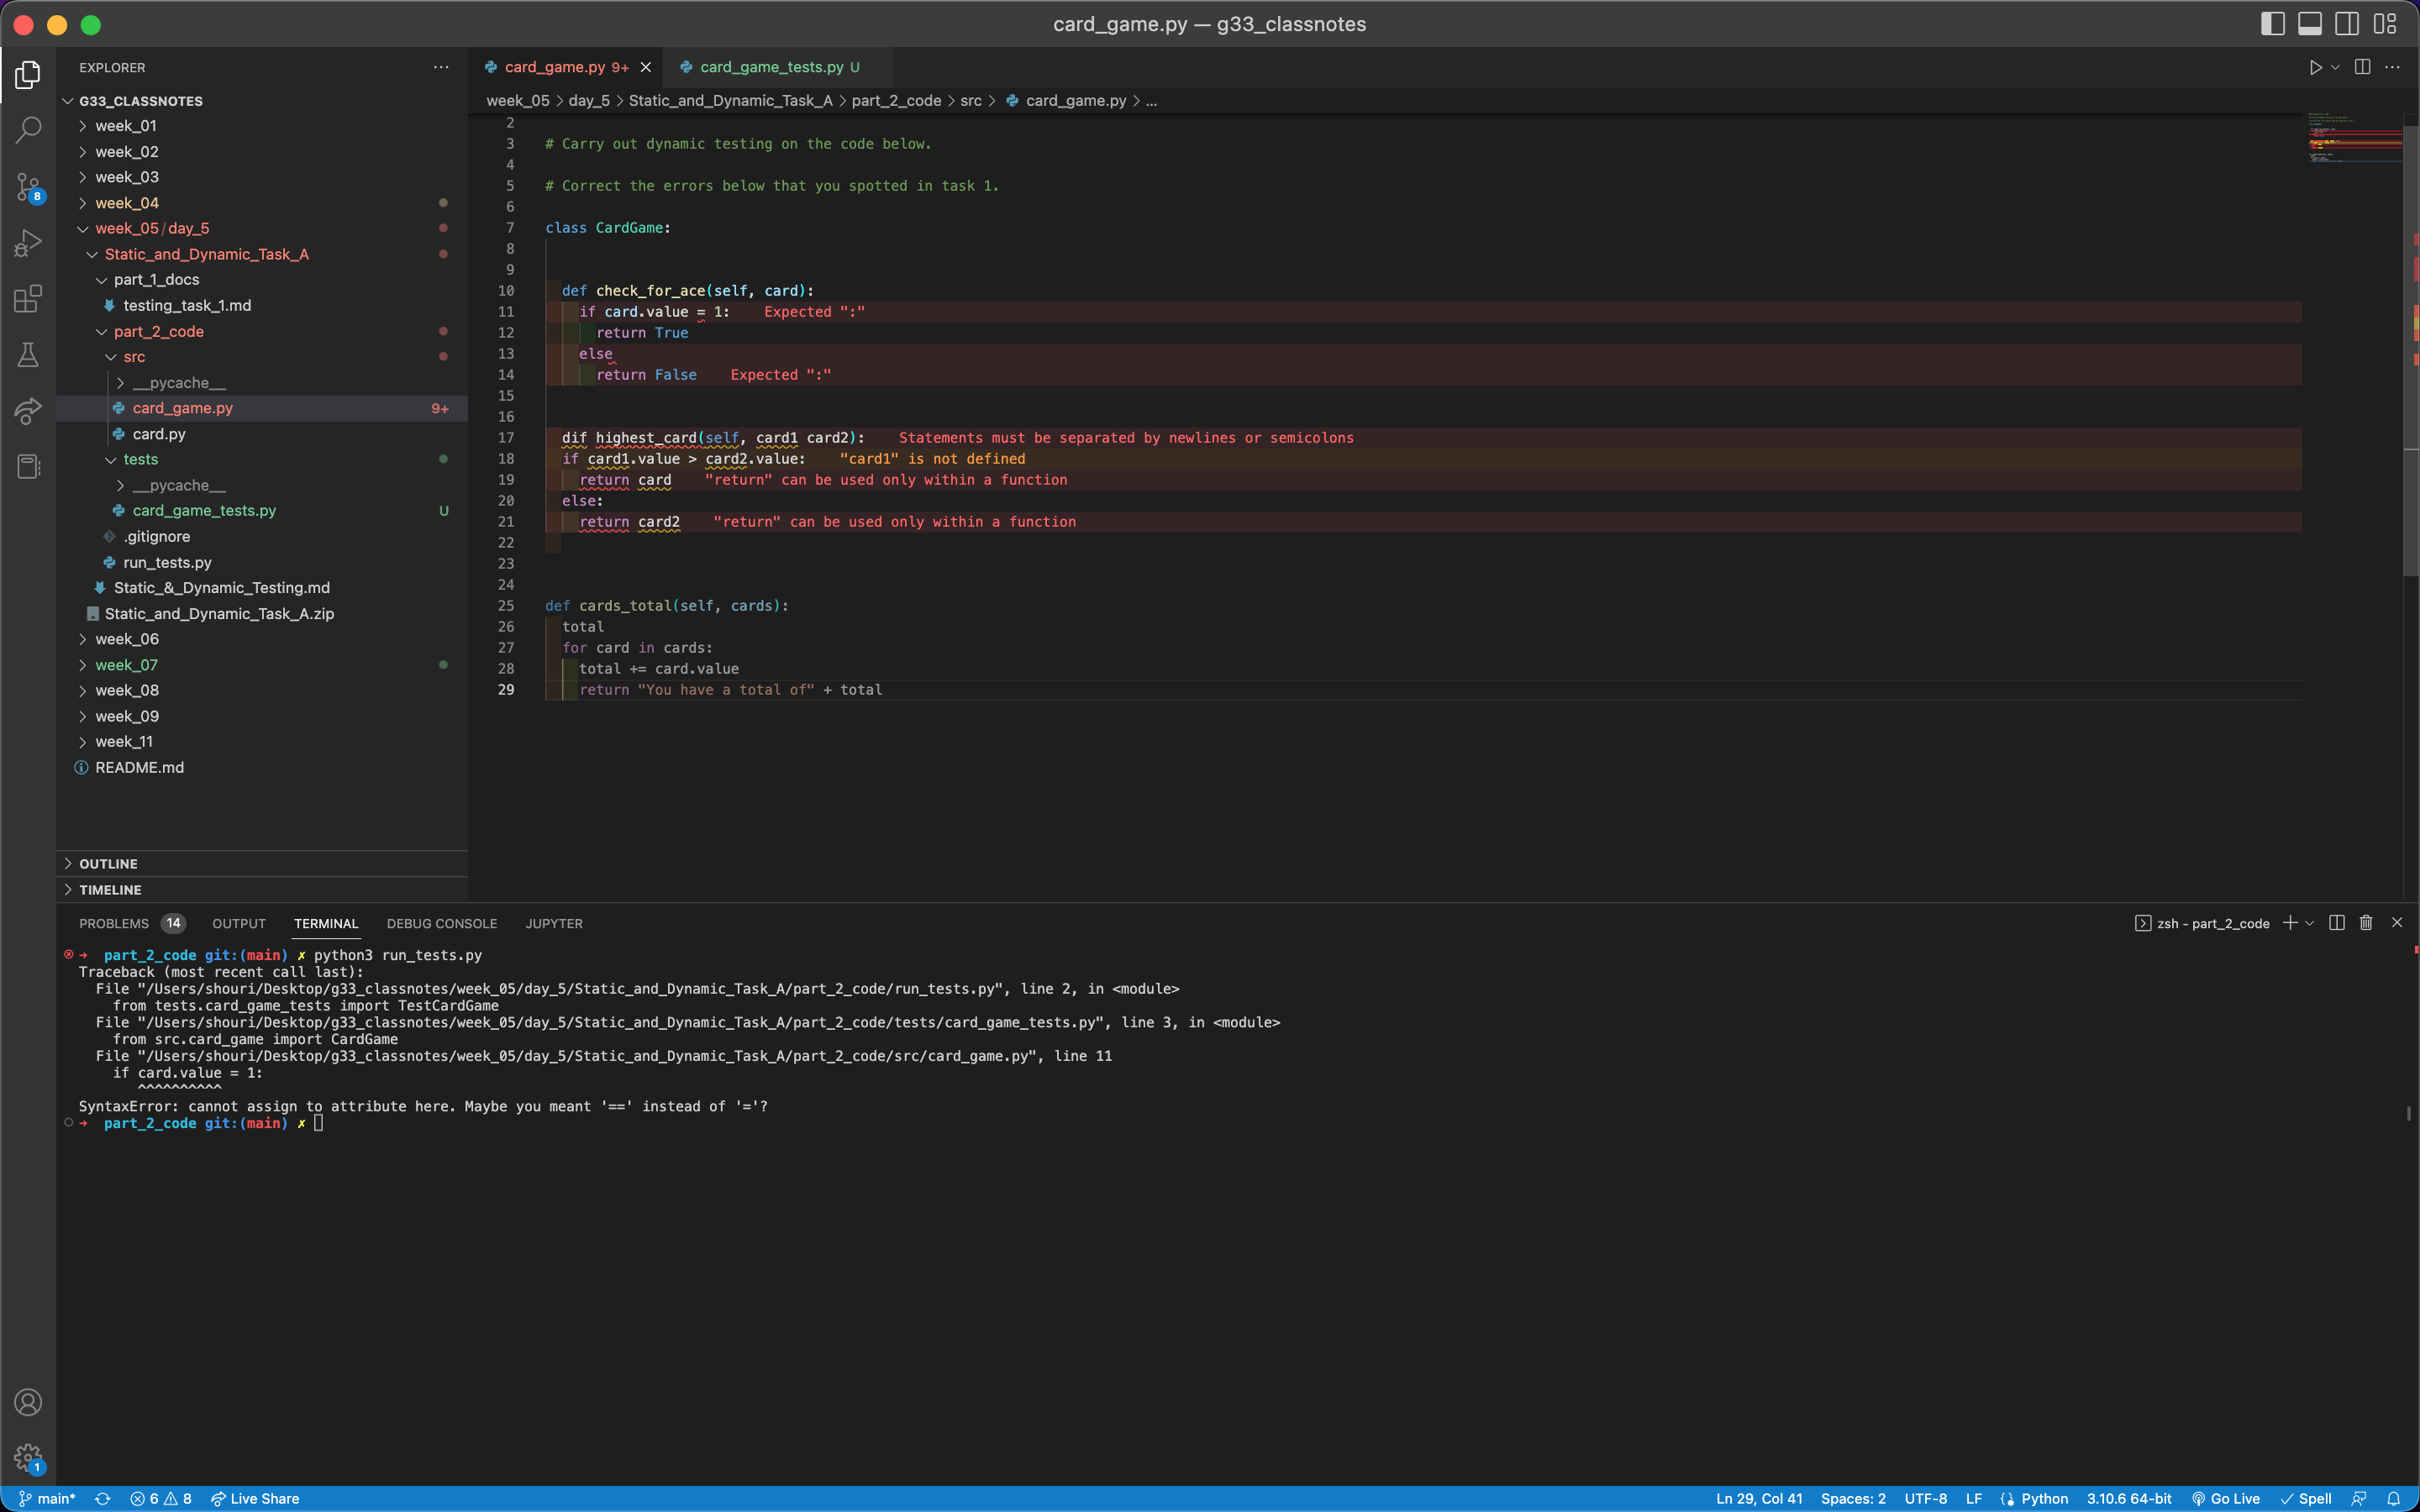 card_game.py — g33_classnotes
EXPLORER
G33_CLASSNOTES
week_01
week_02
week_03
8
week_04
week_05/day_5
Static_and_Dynamic_Task_A
part_1_docs
testing_task_1.md
part_2_code
src
__pycache__
card_game.py 9+
card.py
tests
__pycache__
card_game_tests.py U
.gitignore
run_tests.py
Static_&_Dynamic_Testing.md
Static_and_Dynamic_Task_A.zip
week_06
week_07
week_08
week_09
week_11
README.md
OUTLINE
TIMELINE
card_game.py 9+
card_game_tests.py U
week_05 > day_5 > Static_and_Dynamic_Task_A > part_2_code > src > card_game.py > ...
2
3 # Carry out dynamic testing on the code below.
4
5 # Correct the errors below that you spotted in task 1.
6
7 class CardGame:
8
9
10 def check_for_ace(self, card):
11 if card.value = 1: Expected ":"
12 return True
13 else
14 return False Expected ":"
15
16
17 dif highest_card(self, card1 card2): Statements must be separated by newlines or semicolons
18 if card1.value > card2.value: "card1" is not defined
19 return card "return" can be used only within a function
20 else:
21 return card2 "return" can be used only within a function
22
23
24
25 def cards_total(self, cards):
26 total
27 for card in cards:
28 total += card.value
29 return "You have a total of" + total
PROBLEMS 14 OUTPUT TERMINAL DEBUG CONSOLE JUPYTER
zsh - part_2_code
part_2_code git:(main) ✗ python3 run_tests.py
Traceback (most recent call last):
File "/Users/shouri/Desktop/g33_classnotes/week_05/day_5/Static_and_Dynamic_Task_A/part_2_code/run_tests.py", line 2, in <module>
from tests.card_game_tests import TestCardGame
File "/Users/shouri/Desktop/g33_classnotes/week_05/day_5/Static_and_Dynamic_Task_A/part_2_code/tests/card_game_tests.py", line 3, in <module>
from src.card_game import CardGame
File "/Users/shouri/Desktop/g33_classnotes/week_05/day_5/Static_and_Dynamic_Task_A/part_2_code/src/card_game.py", line 11
if card.value = 1:
^^^^^^^^^^
SyntaxError: cannot assign to attribute here. Maybe you meant '==' instead of '='?
part_2_code git:(main) ✗
1
main* 6 8 Live Share
Ln 29, Col 41 Spaces: 2 UTF-8 LF Python 3.10.6 64-bit Go Live Spell